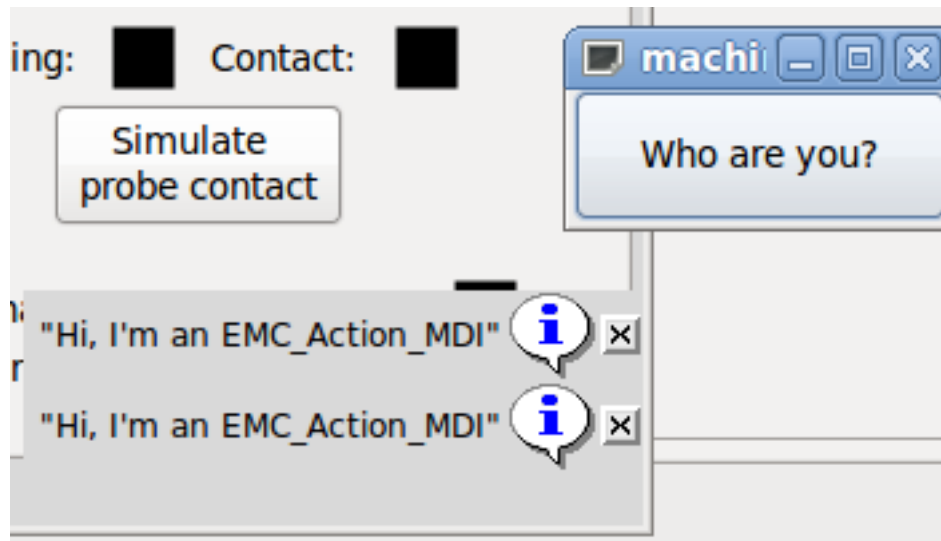 ing: Contact:
machi
Simulate
probe contact
Who are you?
"Hi, I'm an EMC_Action_MDI"
"Hi, I'm an EMC_Action_MDI"